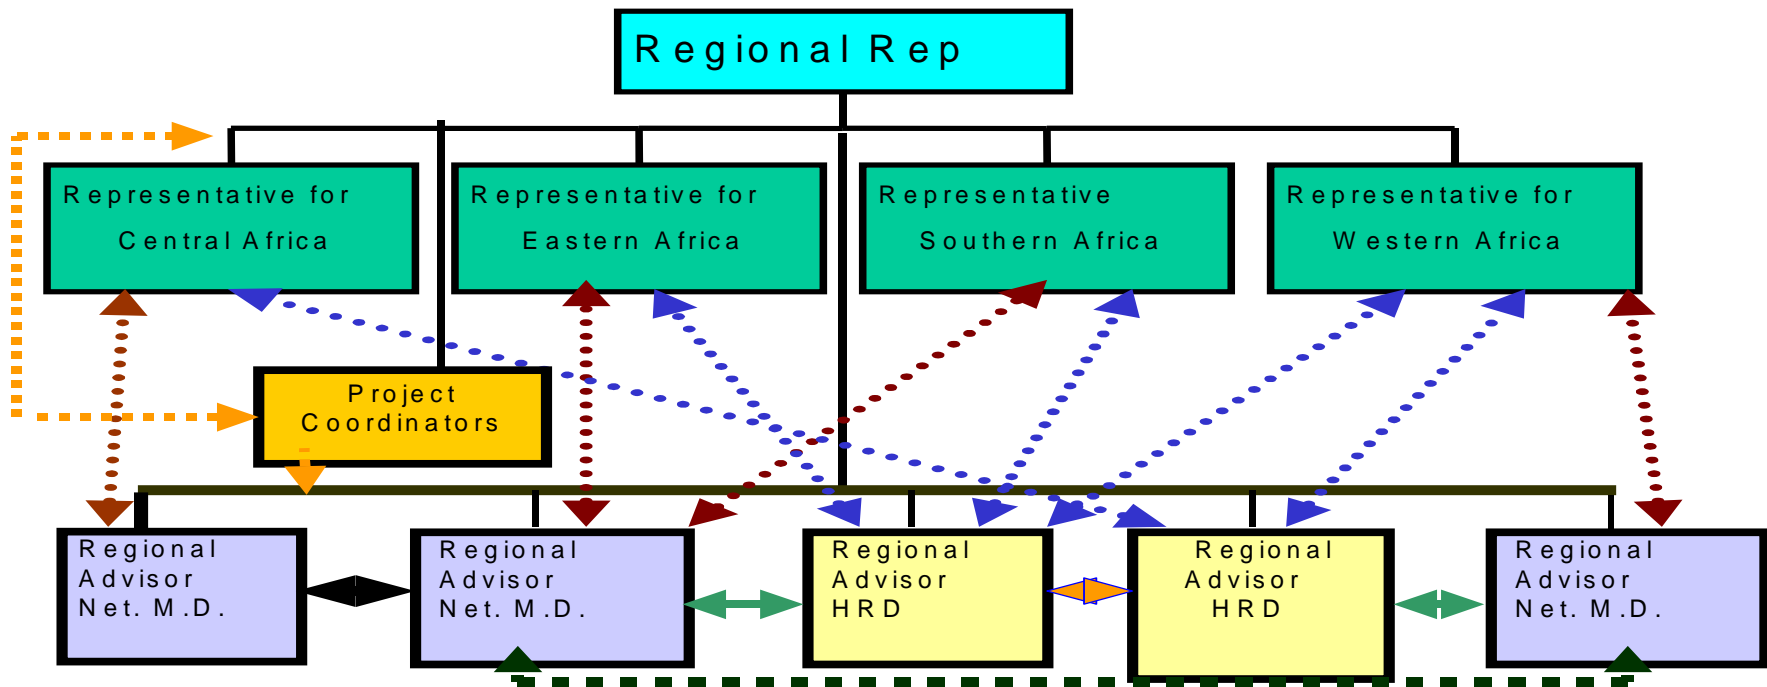 Regional Rep
Representative for
Central Africa
Representative for
Eastern Africa
Representative
Southern Africa
Representative for
Western Africa
Project
Coordinators
Regional
Advisor
Net. M.D.
Regional
Advisor
Net. M.D.
Regional
Advisor
HRD
Regional
Advisor
HRD
Regional
Advisor
Net. M.D.